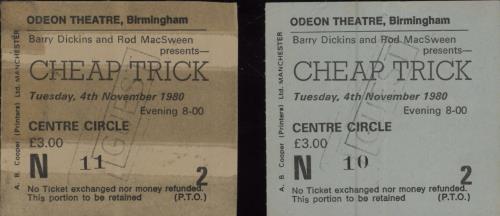 ODEON THEATRE, Birmingham
Barry Dickins and Rod MacSween
presents—
CHEAP TRICK
Tuesday, 4th November 1980
Evening 8-00
CENTRE CIRCLE
£3.00
N 11
2
No Ticket exchanged nor money refunded.
This portion to be retained (P.T.O.)
A. B. Cooper (Printers) Ltd. MANCHESTER
GUEST
ODEON THEATRE, Birmingham
Barry Dickins and Rod MacSween
presents—
CHEAP TRICK
Tuesday, 4th November 1980
Evening 8-00
CENTRE CIRCLE
£3.00
N 10
2
No Ticket exchanged nor money refunded.
This portion to be retained (P.T.O.)
A. B. Cooper (Printers) Ltd. MANCHESTER
GUEST